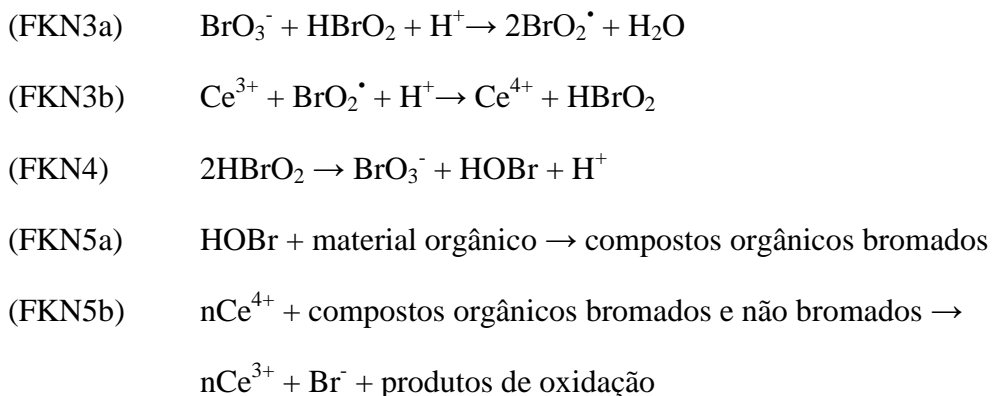 (FKN3a) BrO₃⁻ + HBrO₂ + H⁺→ 2BrO₂• + H₂O
(FKN3b) Ce³⁺ + BrO₂• + H⁺→ Ce⁴⁺ + HBrO₂
(FKN4) 2HBrO₂ → BrO₃⁻ + HOBr + H⁺
(FKN5a) HOBr + material orgânico → compostos orgânicos bromados
(FKN5b) nCe⁴⁺ + compostos orgânicos bromados e não bromados →
nCe³⁺ + Br⁻ + produtos de oxidação